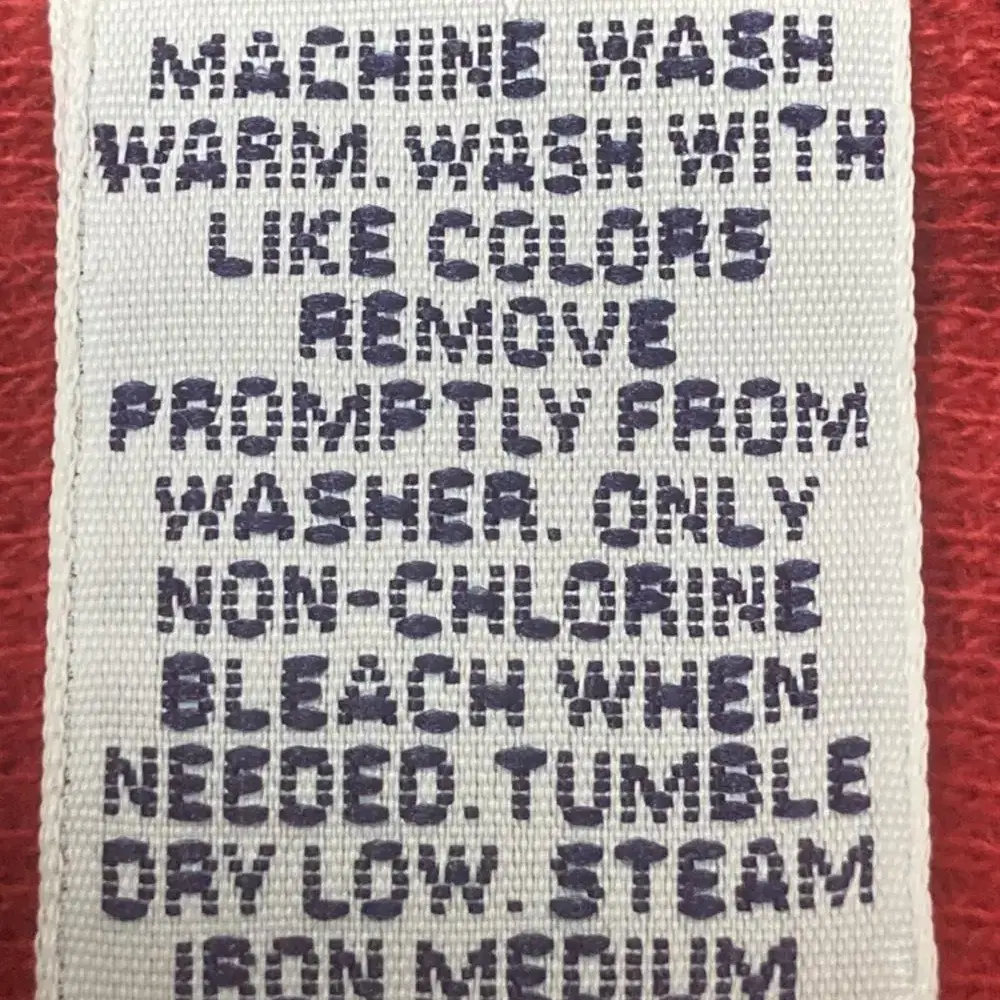 MACHINE WASH
WARM. WASH WITH
LIKE COLORS
REMOVE
PROMPTLY FROM
WASHER. ONLY
NON-CHLORINE
BLEACH WHEN
NEEDED. TUMBLE
DRY LOW. STEAM
IRON MEDIUM